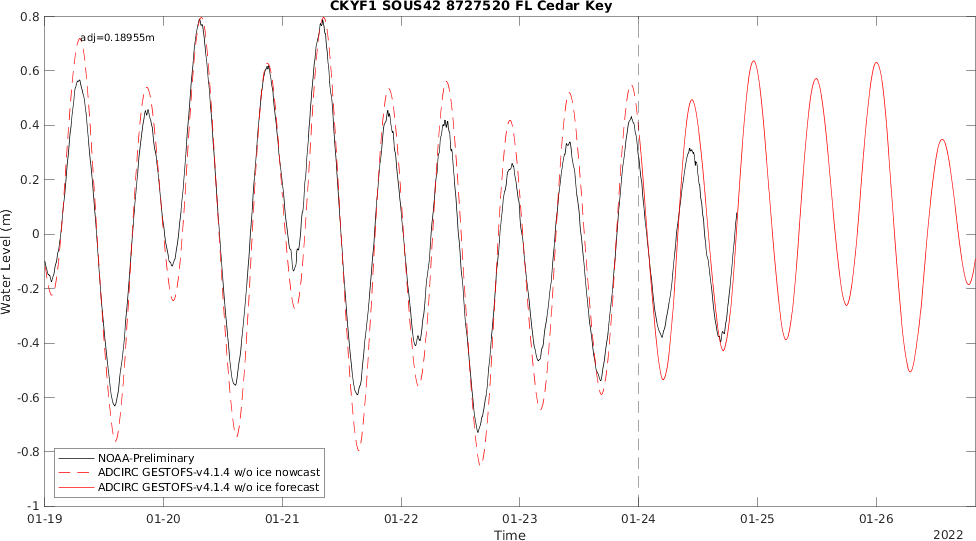 CKYF1 SOUS42 8727520 FL Cedar Key
adj=0.18955m
0.8
0.6
0.4
0.2
0
-0.2
-0.4
-0.6
-0.8
-1
Water Level (m)
NOAA-Preliminary
ADCIRC GESTOFS-v4.1.4 w/o ice nowcast
ADCIRC GESTOFS-v4.1.4 w/o ice forecast
01-19 01-20 01-21 01-22 01-23 01-24 01-25 01-26
Time
2022